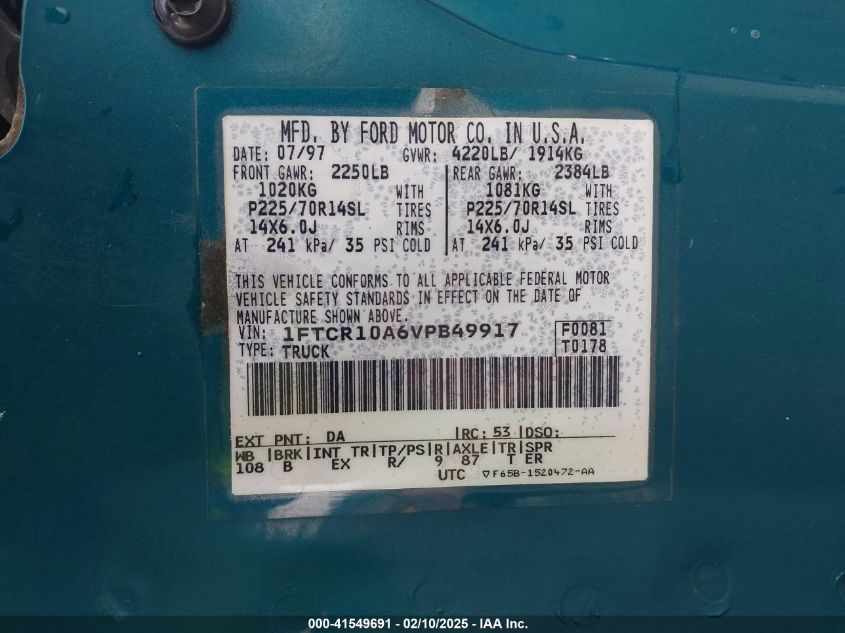 MFD. BY FORD MOTOR CO. IN U.S.A.
DATE: 07/97 GVWR: 4220LB/ 1914KG
FRONT GAWR: 2250LB REAR GAWR: 2384LB
1020KG WITH 1081KG WITH
P225/70R14SL TIRES P225/70R14SL TIRES
14X6.0J RIMS 14X6.0J RIMS
AT 241 kPa/ 35 PSI COLD AT 241 kPa/ 35 PSI COLD
THIS VEHICLE CONFORMS TO ALL APPLICABLE FEDERAL MOTOR
VEHICLE SAFETY STANDARDS IN EFFECT ON THE DATE OF
MANUFACTURE SHOWN ABOVE.
VIN: 1FTCR10A6VPB49917 F0081
TYPE: TRUCK T0178
EXT PNT: DA RC: 53 DSO:
WB BRK INT TR TP/PS R AXLE TR SPR
108 B EX R/ 9 87 T ER
UTC ▽F65B-1520472-AA
000-41549691 - 02/10/2025 - IAA Inc.